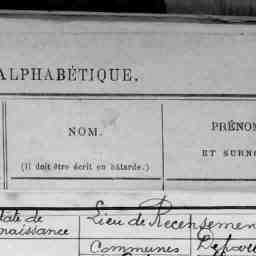 ALPHABÉTIQUE.
NOM.
(Il doit être écrit en bâtarde.)
PRÉNOM
ET SURNO
Date de
naissance
Lieu de Recensement
Communes